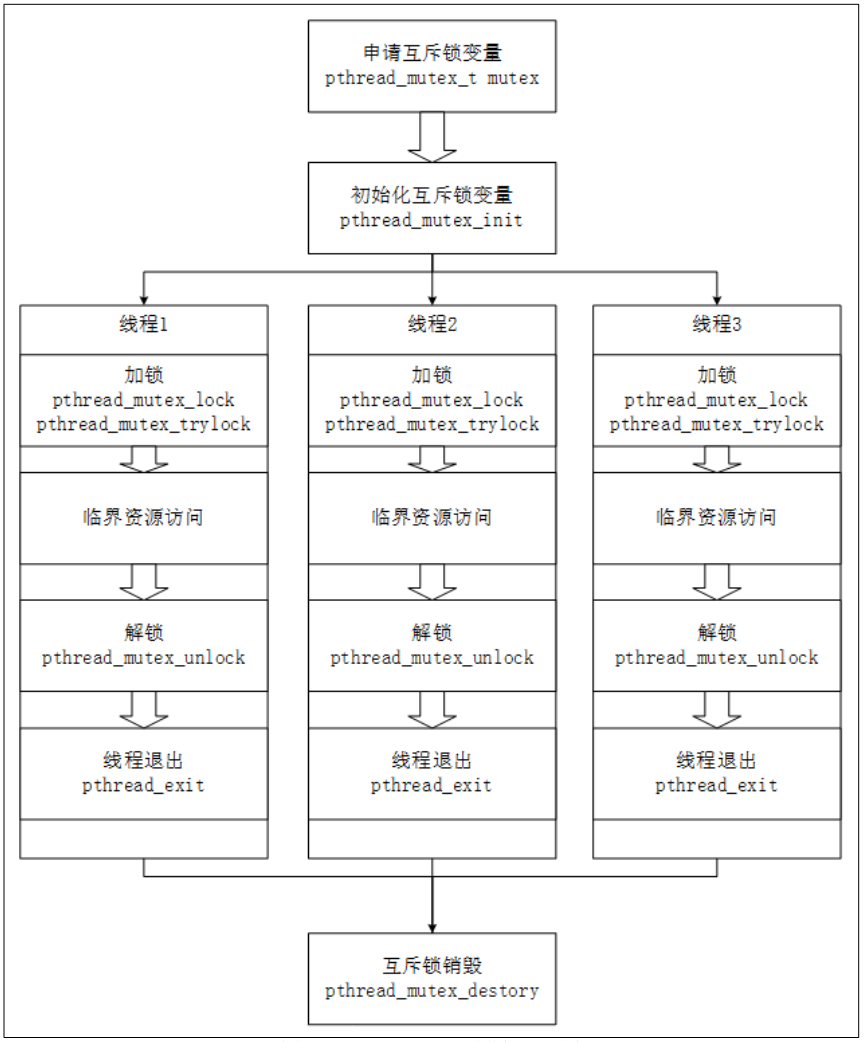 申请互斥锁变量
pthread_mutex_t mutex
初始化互斥锁变量
pthread_mutex_init
线程1
加锁
pthread_mutex_lock
pthread_mutex_trylock
临界资源访问
解锁
pthread_mutex_unlock
线程退出
pthread_exit
线程2
加锁
pthread_mutex_lock
pthread_mutex_trylock
临界资源访问
解锁
pthread_mutex_unlock
线程退出
pthread_exit
线程3
加锁
pthread_mutex_lock
pthread_mutex_trylock
临界资源访问
解锁
pthread_mutex_unlock
线程退出
pthread_exit
互斥锁销毁
pthread_mutex_destory